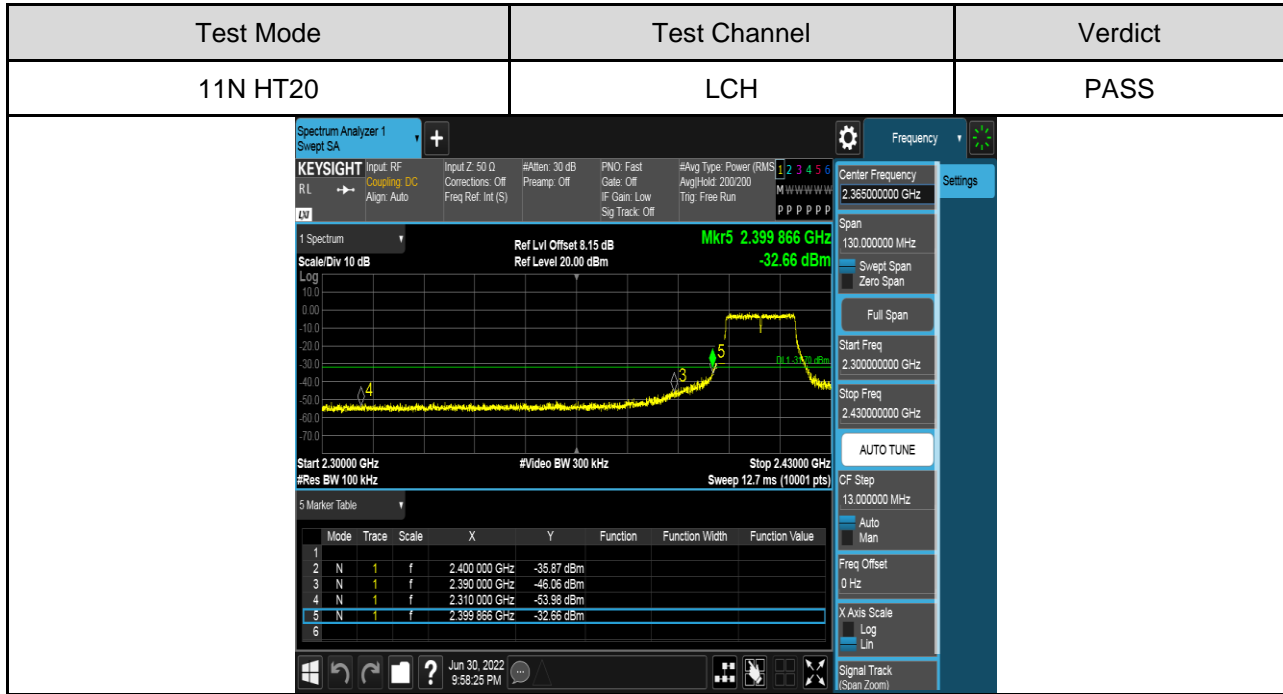 Test Mode Test Channel Verdict
11N HT20 LCH PASS
Spectrum Analyzer 1
Swept SA
+
Frequency
KEYSIGHT Input: RF Input Z: 50 Ω #Atten: 30 dB PNO: Fast #Avg Type: Power (RMS 1 2 3 4 5 6
RL Coupling: DC Corrections: Off Preamp: Off Gate: Off Avg|Hold: 200/200 M W W W W W
Align: Auto Freq Ref: Int (S) IF Gain: Low Trig: Free Run
LXI Sig Track: Off P P P P P P
1 Spectrum Ref Lvl Offset 8.15 dB Mkr5 2.399 866 GHz
Scale/Div 10 dB Ref Level 20.00 dBm -32.66 dBm
Log
10.0
0.00
-10.0
-20.0
-30.0
5
DL1 -31.70 dBm
-40.0
3
4
-50.0
-60.0
-70.0
Start 2.30000 GHz #Video BW 300 kHz Stop 2.43000 GHz
#Res BW 100 kHz Sweep 12.7 ms (10001 pts)
5 Marker Table
Mode Trace Scale X Y Function Function Width Function Value
1
2 N 1 f 2.400 000 GHz -35.87 dBm
3 N 1 f 2.390 000 GHz -46.06 dBm
4 N 1 f 2.310 000 GHz -53.98 dBm
5 N 1 f 2.399 866 GHz -32.66 dBm
6
? Jun 30, 2022
9:58:25 PM
Center Frequency
2.365000000 GHz
Settings
Span
130.000000 MHz
Swept Span
Zero Span
Full Span
Start Freq
2.300000000 GHz
Stop Freq
2.430000000 GHz
AUTO TUNE
CF Step
13.000000 MHz
Auto
Man
Freq Offset
0 Hz
X Axis Scale
Log
Lin
Signal Track
(Span Zoom)